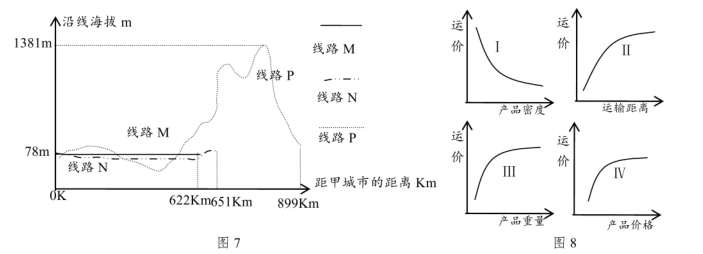 沿线海拔 m
1381m
78m
0K
622Km
651Km
899Km
距甲城市的距离 Km
线路 M
线路 N
线路 P
线路 M
线路 N
线路 P
图 7
运价
I
产品密度
运价
II
运输距离
运价
III
产品重量
运价
IV
产品价格
图 8